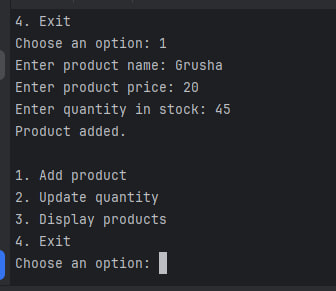 4. Exit
Choose an option: 1
Enter product name: Grusha
Enter product price: 20
Enter quantity in stock: 45
Product added.
1. Add product
2. Update quantity
3. Display products
4. Exit
Choose an option: